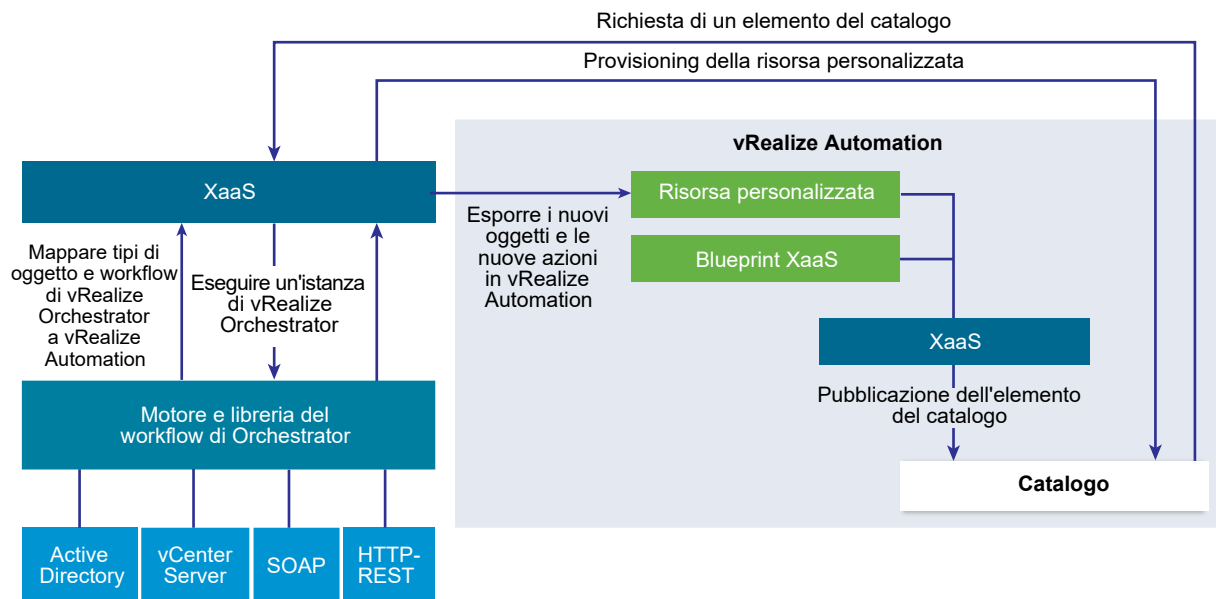 Richiesta di un elemento del catalogo
Provisioning della risorsa personalizzata
vRealize Automation
XaaS
Risorsa personalizzata
Esporre i nuovi
oggetti e le
nuove azioni
in vRealize
Automation
Blueprint XaaS
Mappare tipi di
oggetto e workflow
di vRealize
Orchestrator
a vRealize
Automation
Eseguire un'istanza
di vRealize
Orchestrator
XaaS
Pubblicazione dell'elemento
del catalogo
Motore e libreria del
workflow di Orchestrator
Catalogo
Active
Directory
vCenter
Server
SOAP
HTTP-
REST